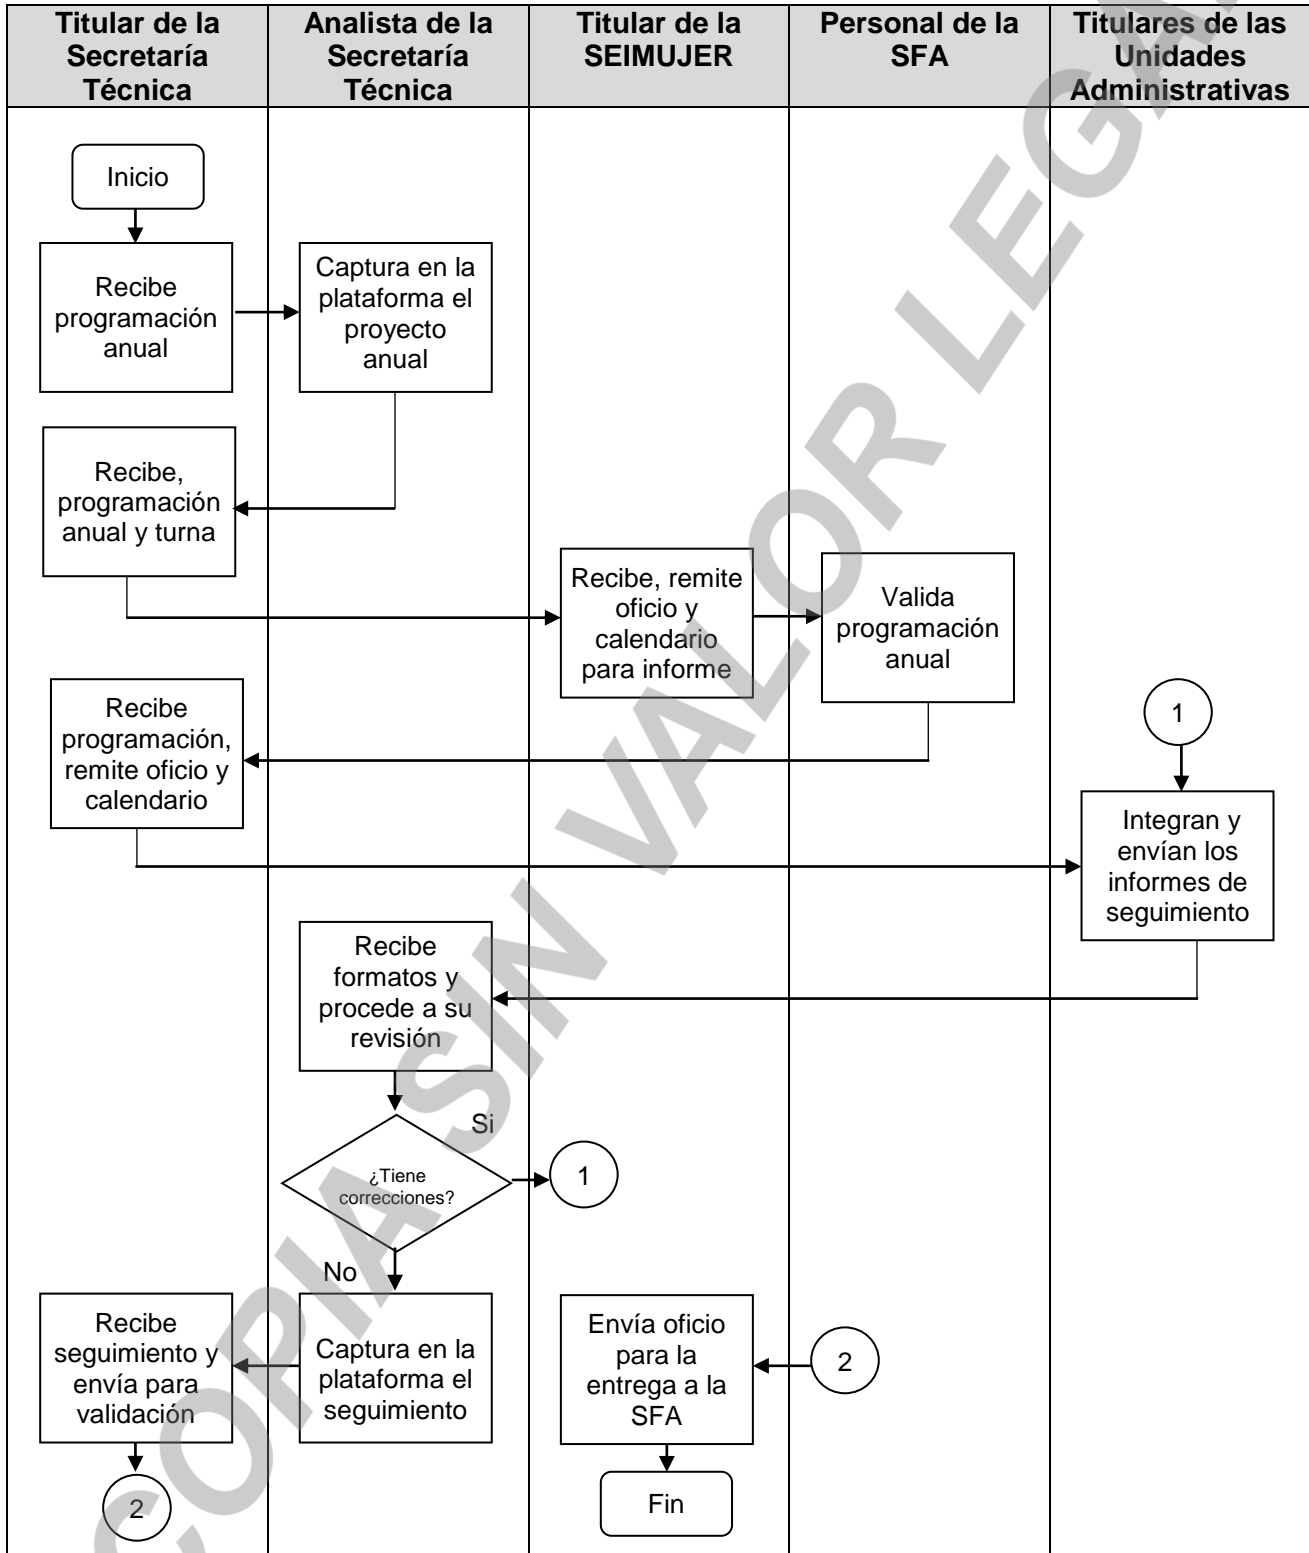 Titular de la
Secretaría
Técnica
Analista de la
Secretaría
Técnica
Titular de la
SEIMUJER
Personal de la
SFA
Titulares de las
Unidades
Administrativas
Inicio
Recibe
programación
anual
Captura en la
plataforma el
proyecto
anual
Recibe,
programación
anual y turna
Recibe, remite
oficio y
calendario
para informe
Valida
programación
anual
Recibe
programación,
remite oficio y
calendario
1
Integran y
envían los
informes de
seguimiento
Recibe
formatos y
procede a su
revisión
Si
¿Tiene
correcciones?
1
No
Recibe
seguimiento y
envía para
validación
Captura en la
plataforma el
seguimiento
Envía oficio
para la
entrega a la
SFA
2
2
Fin
COPIA SIN VALOR LEGAL